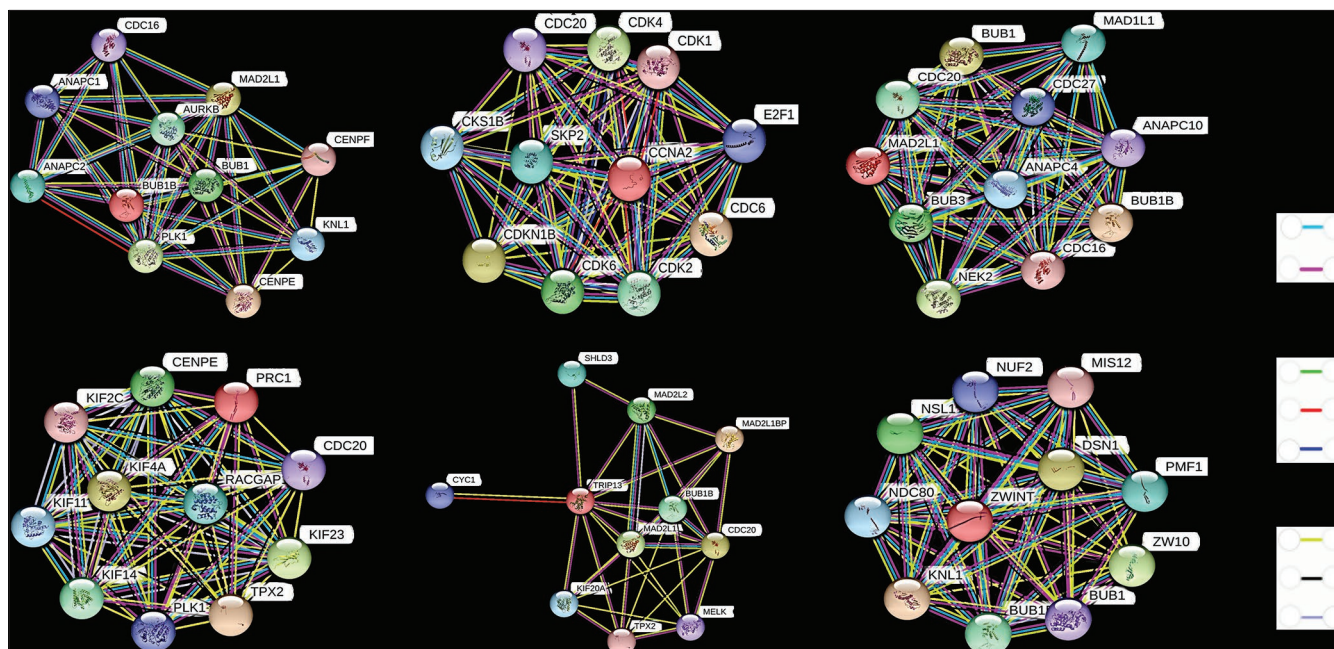 CDC16
ANAPC1
MAD2L1
AURKB
CENPF
ANAPC2
BUB1
BUB1B
KNL1
PLK1
CENPE
CDC20
CDK4
CDK1
E2F1
CKS1B
SKP2
CCNA2
CDC6
CDKN1B
CDK6
CDK2
BUB1
MAD1L1
CDC20
CDC27
ANAPC10
MAD2L1
ANAPC4
BUB3
BUB1B
CDC16
NEK2
CENPE
PRC1
KIF2C
CDC20
KIF4A
RACGAP
KIF11
KIF23
KIF14
TPX2
PLK1
SHLD3
MAD2L2
MAD2L1BP
CYC1
TRIP13
BUB1B
MAD2L1
CDC20
KIF20A
MELK
TPX2
NUF2
MIS12
NSL1
DSN1
PMF1
NDC80
ZWINT
ZW10
KNL1
BUB1